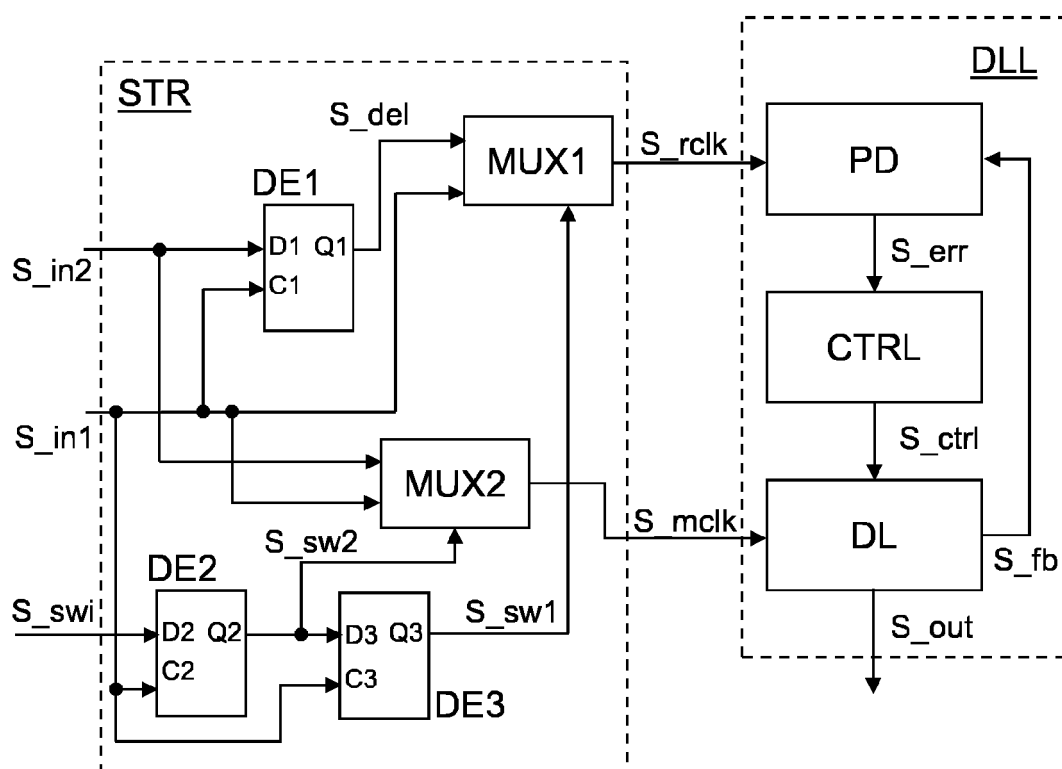 STR
DLL
S_del
MUX1
S_rclk
PD
DE1
D1
Q1
C1
S_in2
S_err
CTRL
S_in1
S_ctrl
MUX2
S_mclk
DL
S_sw2
S_fb
DE2
S_swi
D2
Q2
C2
D3
Q3
C3
S_sw1
DE3
S_out